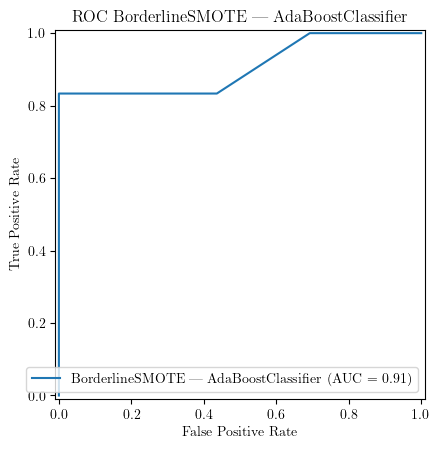 ROC BorderlineSMOTE — AdaBoostClassifier
1.0
0.8
0.6
0.4
0.2
0.0
True Positive Rate
BorderlineSMOTE — AdaBoostClassifier (AUC = 0.91)
0.0 0.2 0.4 0.6 0.8 1.0
False Positive Rate